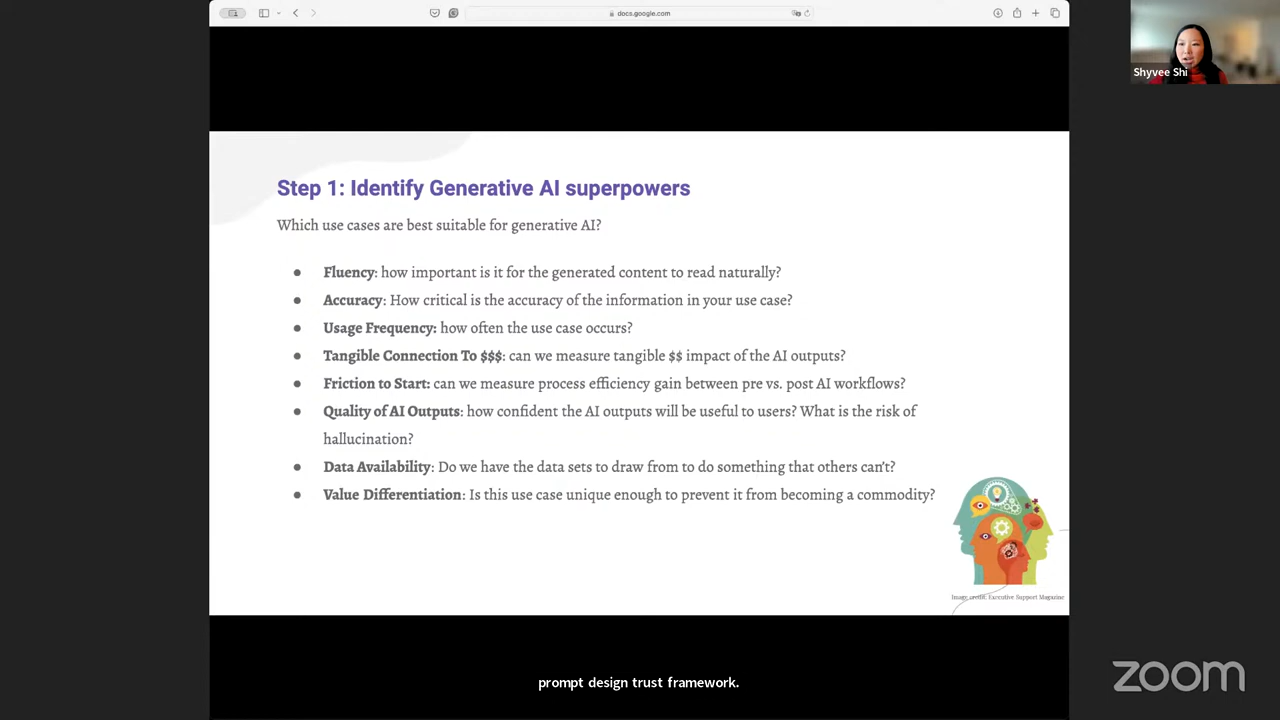 docs.google.com
Shyvee Shi
Step 1: Identify Generative AI superpowers
Which use cases are best suitable for generative AI?
● Fluency: how important is it for the generated content to read naturally?
● Accuracy: How critical is the accuracy of the information in your use case?
● Usage Frequency: how often the use case occurs?
● Tangible Connection To $$$: can we measure tangible $$ impact of the AI outputs?
● Friction to Start: can we measure process efficiency gain between pre vs. post AI workflows?
● Quality of AI Outputs: how confident the AI outputs will be useful to users? What is the risk of
hallucination?
● Data Availability: Do we have the data sets to draw from to do something that others can't?
● Value Differentiation: Is this use case unique enough to prevent it from becoming a commodity?
Image credit: Executive Support Magazine
prompt design trust framework.
zoom